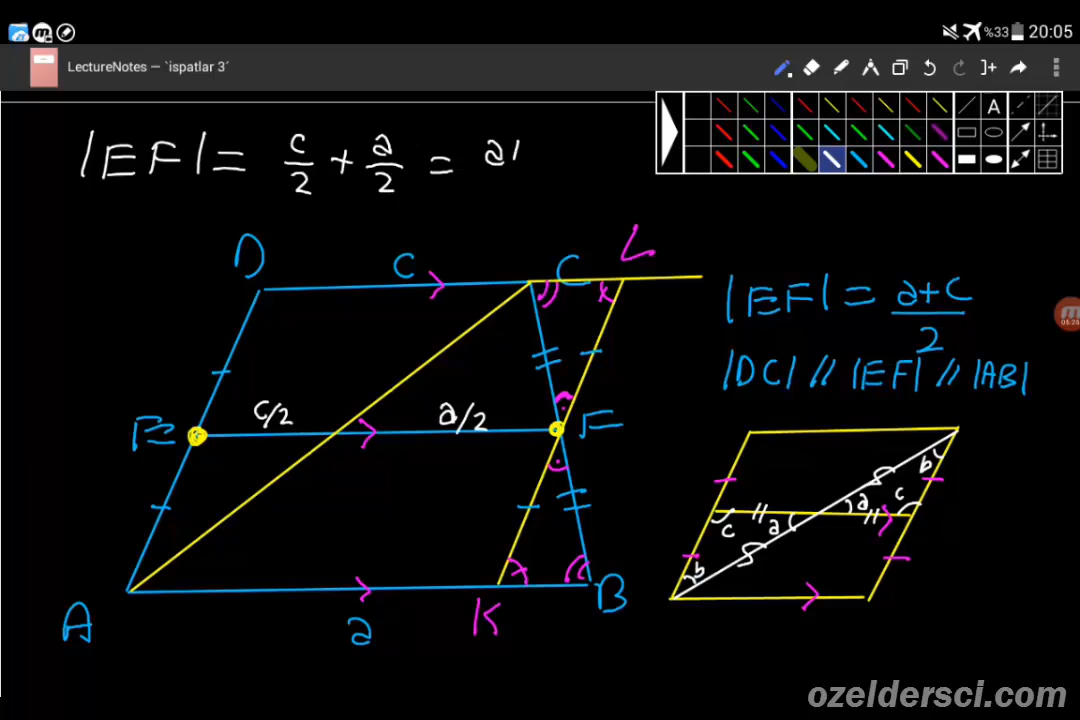 %33 20:05
LectureNotes — `ispatlar 3´
A
|EF| = c/2 + a/2 = a
D c C L
|EF| = a+c/2
|DC| // |EF| // |AB|
E c/2 a/2 F
b
c a a c
b
A a K B
ozeldersci.com